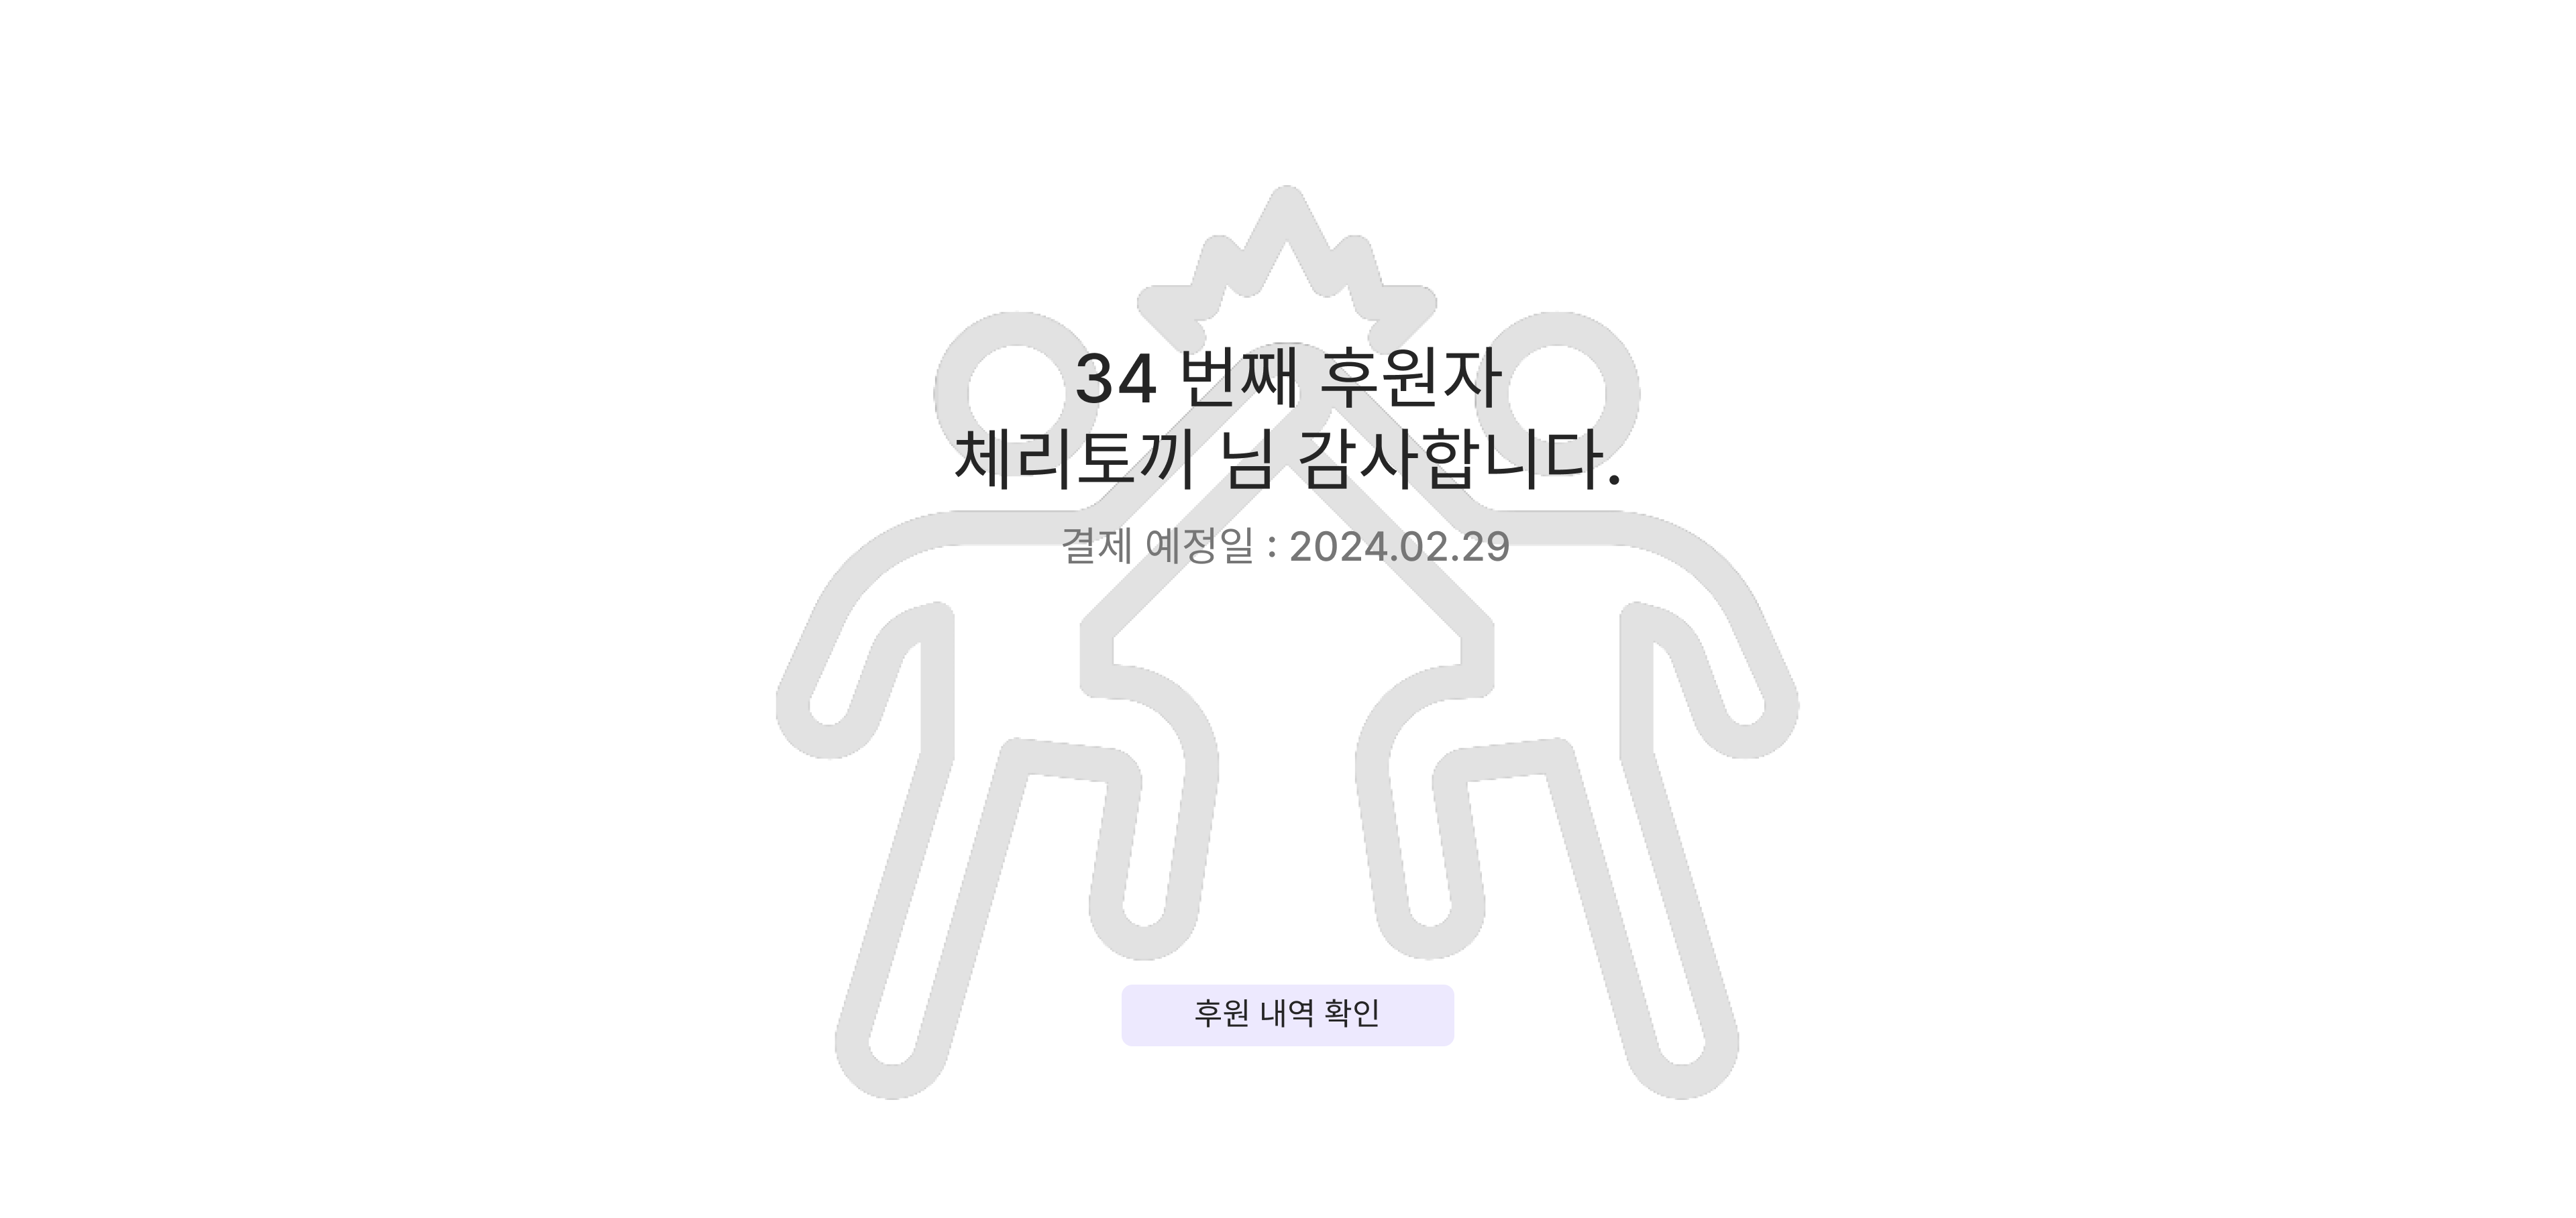 34 번째 후원자
체리토끼 님 감사합니다.
결제 예정일 : 2024.02.29
후원 내역 확인